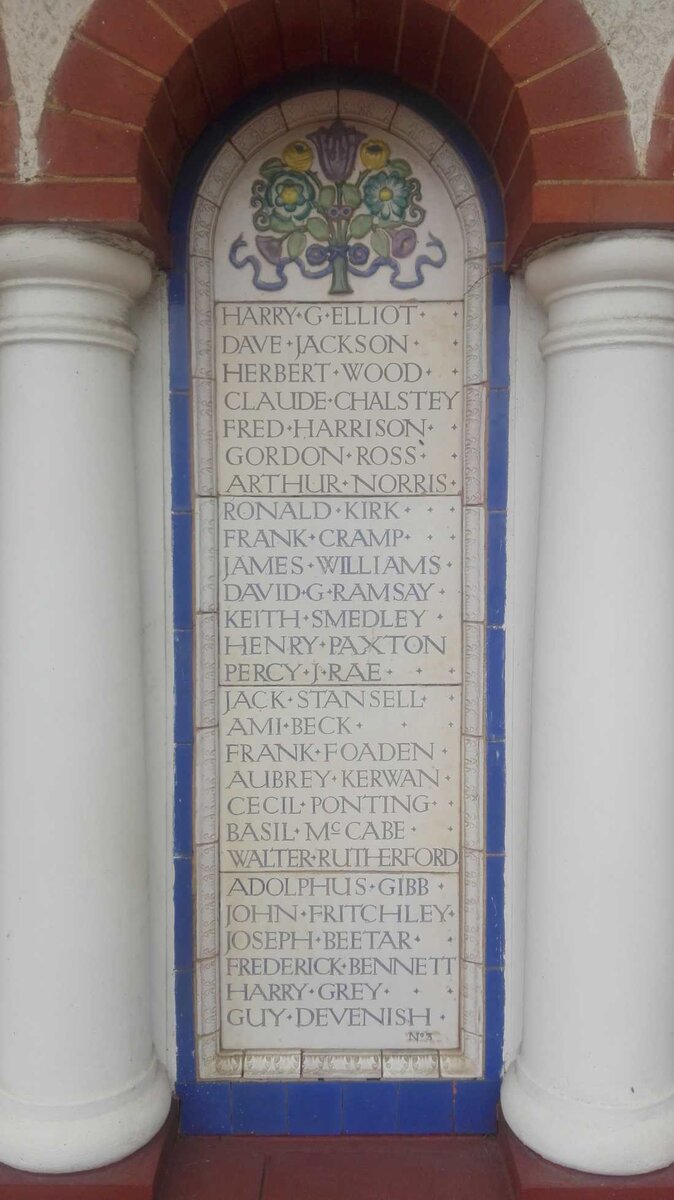 HARRY·G·ELLIOT· ·
DAVE·JACKSON· ·
HERBERT·WOOD· ·
CLAUDE·CHALSTEY
FRED·HARRISON· ·
GORDON·ROSS· ·
ARTHUR·NORRIS·
RONALD·KIRK· · ·
FRANK·CRAMP· ·
JAMES·WILLIAMS·
DAVID·G·RAMSAY·
KEITH·SMEDLEY·
HENRY·PAXTON
PERCY·J·RAE· · ·
JACK·STANSELL· ·
AMI·BECK· · ·
FRANK·FOADEN·
AUBREY·KERWAN·
CECIL·PONTING· ·
BASIL·McCABE· ·
WALTER·RUTHERFORD
ADOLPHUS·GIBB·
JOHN·FRITCHLEY·
JOSEPH·BEETAR· ·
FREDERICK·BENNETT
HARRY·GREY· · ·
GUY·DEVENISH·
No 3